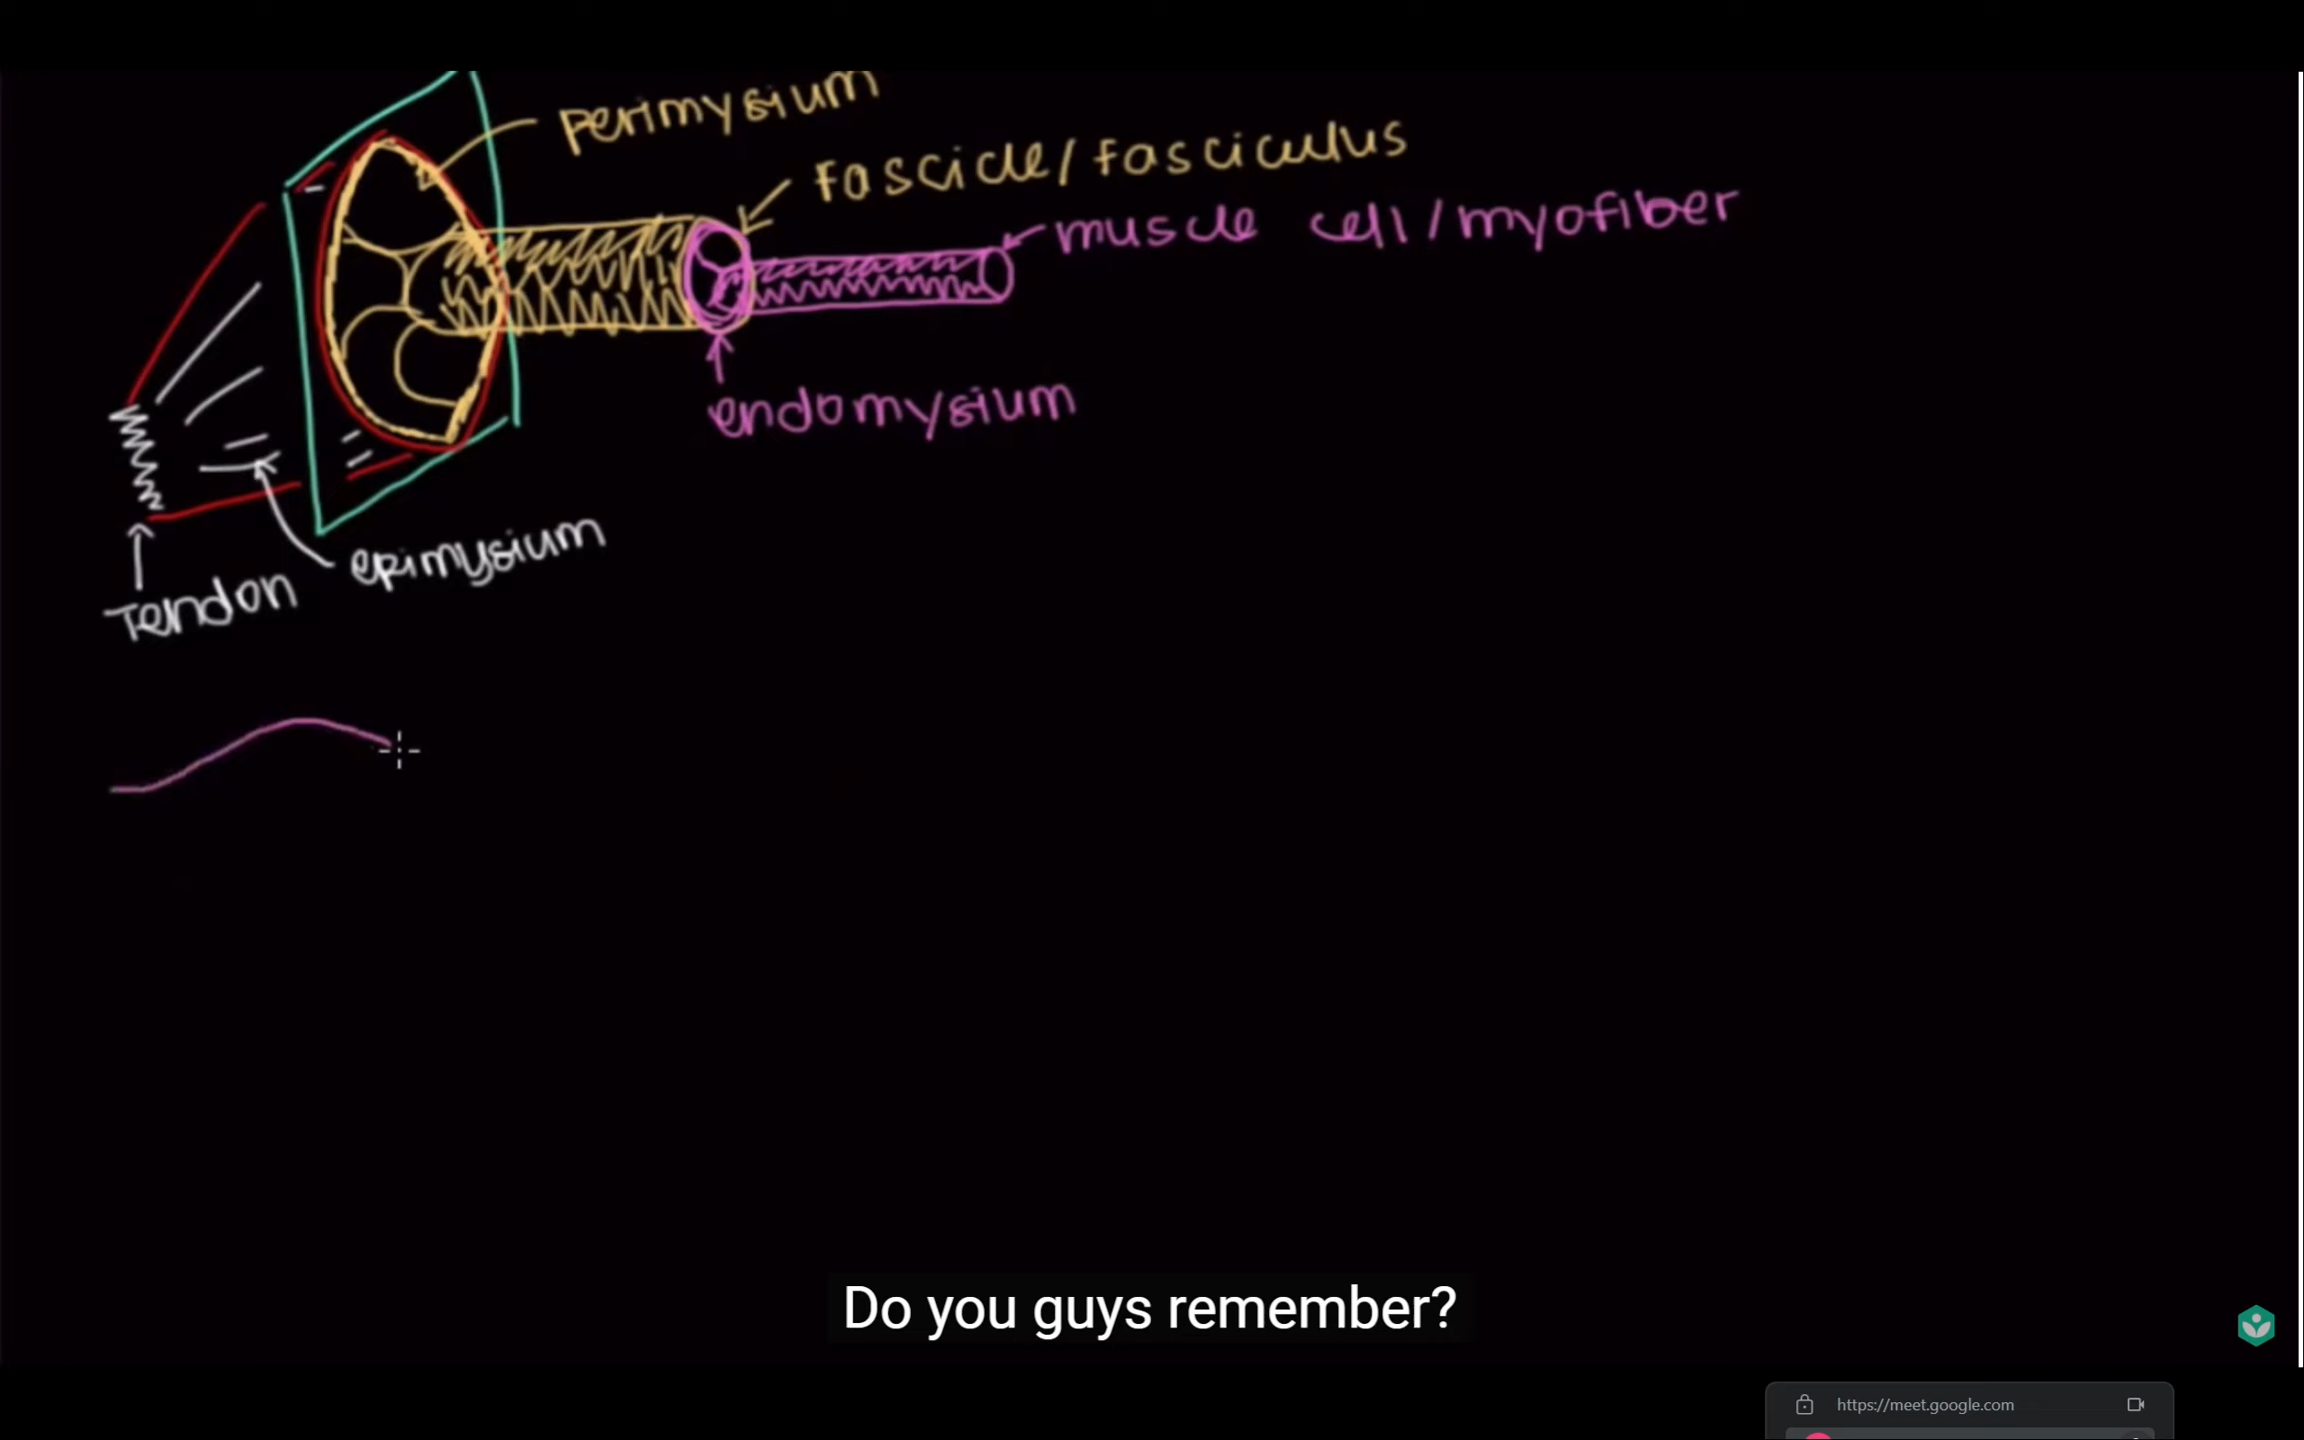 perimysium
fascicle/fasciculus
muscle cell/myofiber
endomysium
epimysium
Tendon
Do you guys remember?
https://meet.google.com